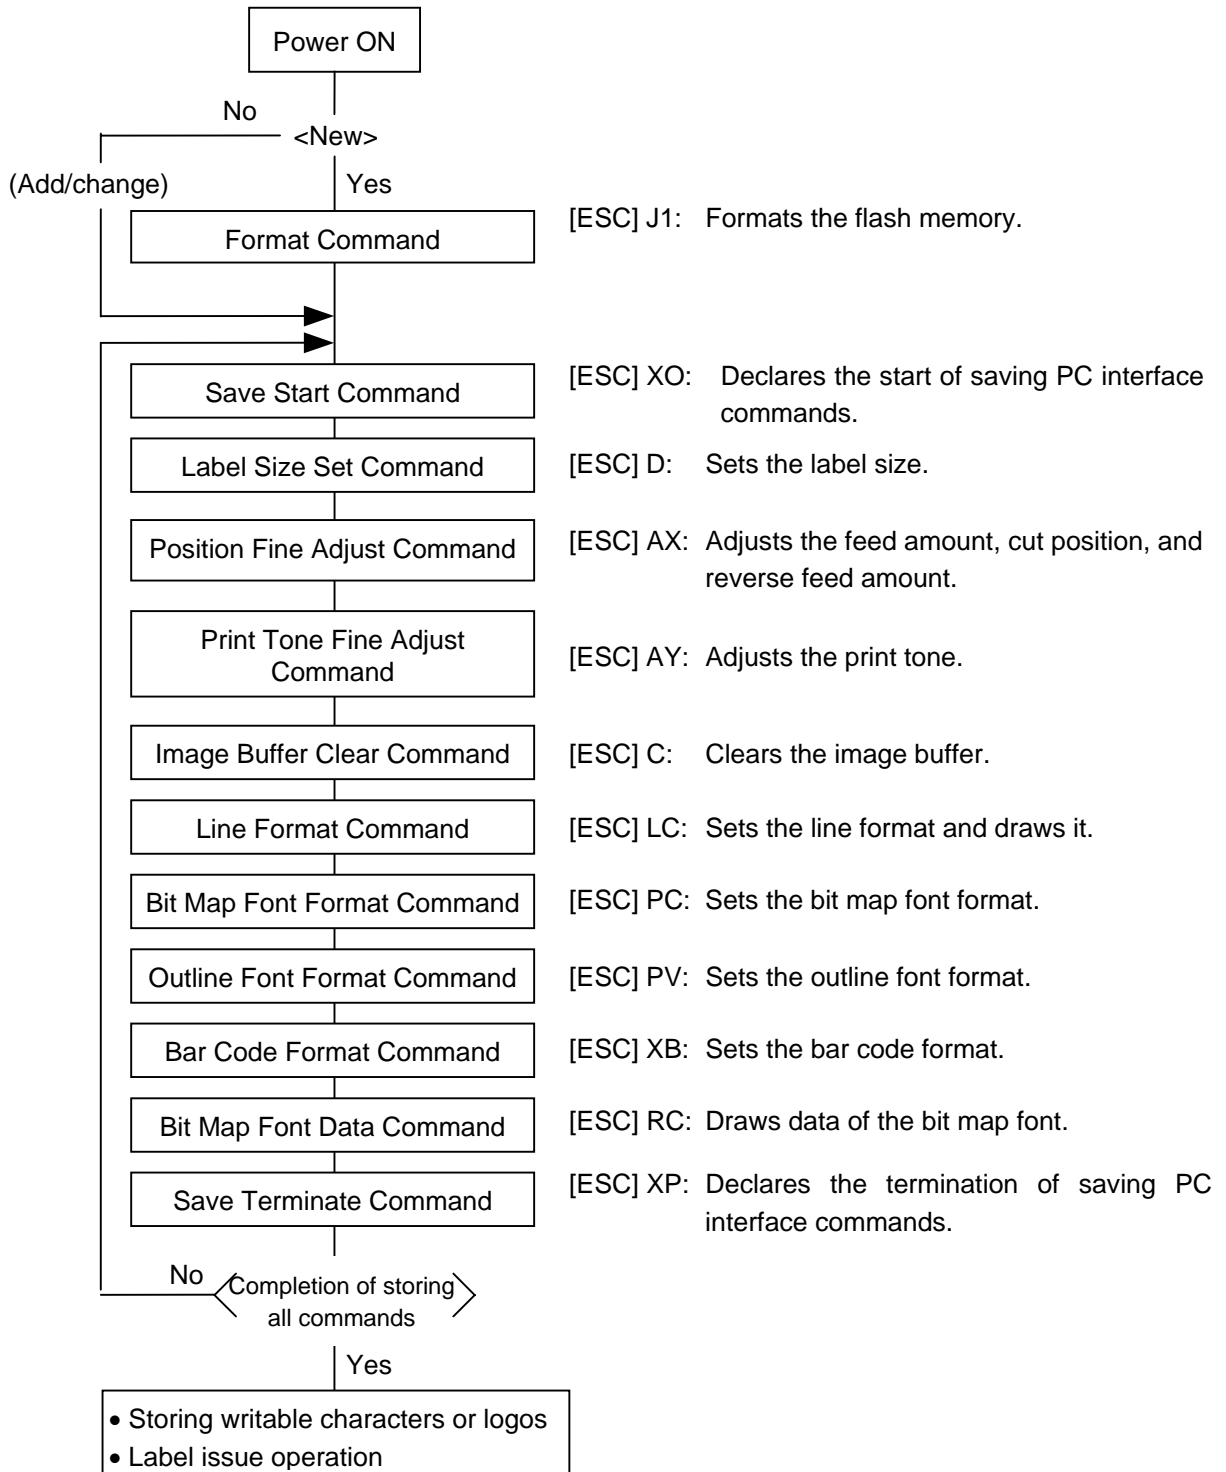 Power ON
No
<New>
(Add/change)
Yes
Format Command
[ESC] J1: Formats the flash memory.
Save Start Command
[ESC] XO: Declares the start of saving PC interface
commands.
Label Size Set Command
[ESC] D: Sets the label size.
Position Fine Adjust Command
[ESC] AX: Adjusts the feed amount, cut position, and
reverse feed amount.
Print Tone Fine Adjust
Command
[ESC] AY: Adjusts the print tone.
Image Buffer Clear Command
[ESC] C: Clears the image buffer.
Line Format Command
[ESC] LC: Sets the line format and draws it.
Bit Map Font Format Command
[ESC] PC: Sets the bit map font format.
Outline Font Format Command
[ESC] PV: Sets the outline font format.
Bar Code Format Command
[ESC] XB: Sets the bar code format.
Bit Map Font Data Command
[ESC] RC: Draws data of the bit map font.
Save Terminate Command
[ESC] XP: Declares the termination of saving PC
interface commands.
No
Completion of storing
all commands
Yes
• Storing writable characters or logos
• Label issue operation